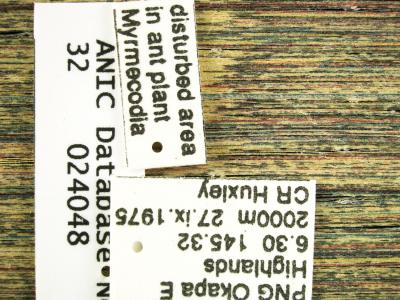 disturbed area
in ant plant
Myrmecodia
ANIC Database
32 024048
PNG Okapa E
Highlands
6.30 145.32
2000m 27.ix.1975
CR Huxley